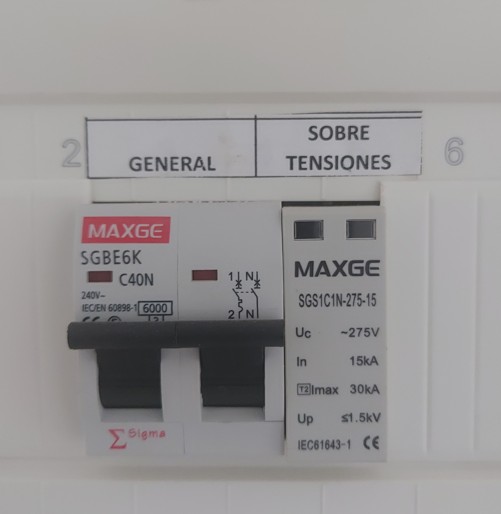 2
GENERAL
SOBRE
TENSIONES
6
MAXGE
SGBE6K
C40N
240V~
IEC/EN 60898-1 6000
3
1 N
2 N
Σ Sigma
MAXGE
SGS1C1N-275-15
Uc ~275V
In 15kA
T2 Imax 30kA
Up ≤1.5kV
IEC61643-1 CE